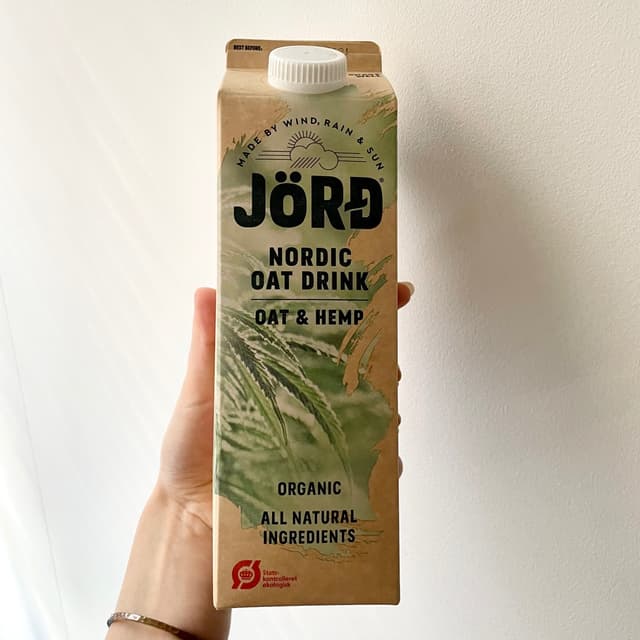 BEST BEFORE:
MADE BY WIND, RAIN & SUN
JÖRĐ
NORDIC
OAT DRINK
OAT & HEMP
ORGANIC
ALL NATURAL
INGREDIENTS
Stats-
kontrolleret
økologisk